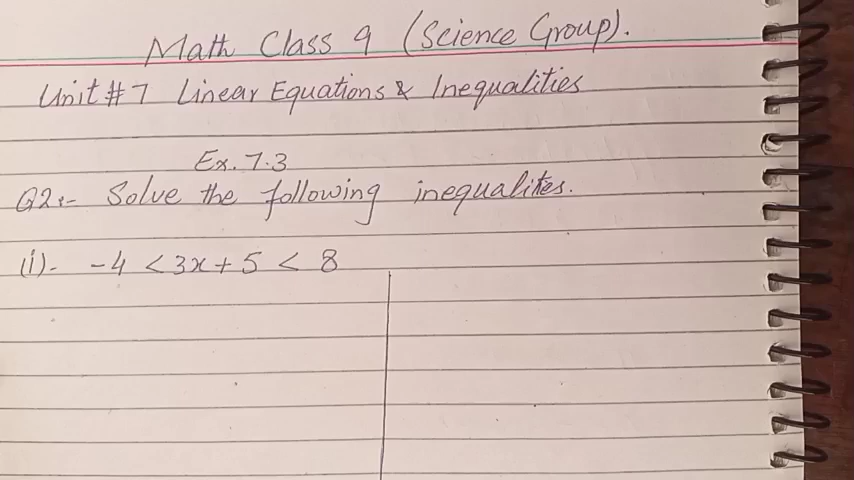 Math Class 9 (Science Group).
Unit # 7 Linear Equations & Inequalities
Ex. 7.3
Q2:- Solve the following inequalites.
(i)- -4 < 3x + 5 < 8